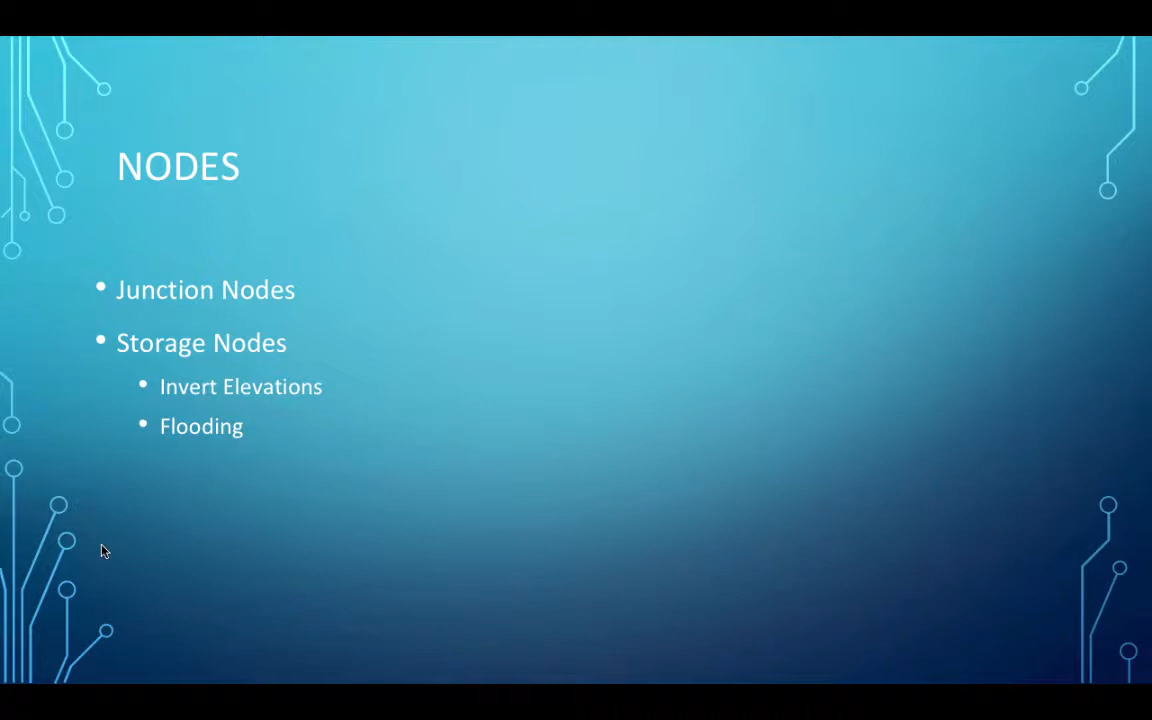 NODES
• Junction Nodes
• Storage Nodes
• Invert Elevations
• Flooding